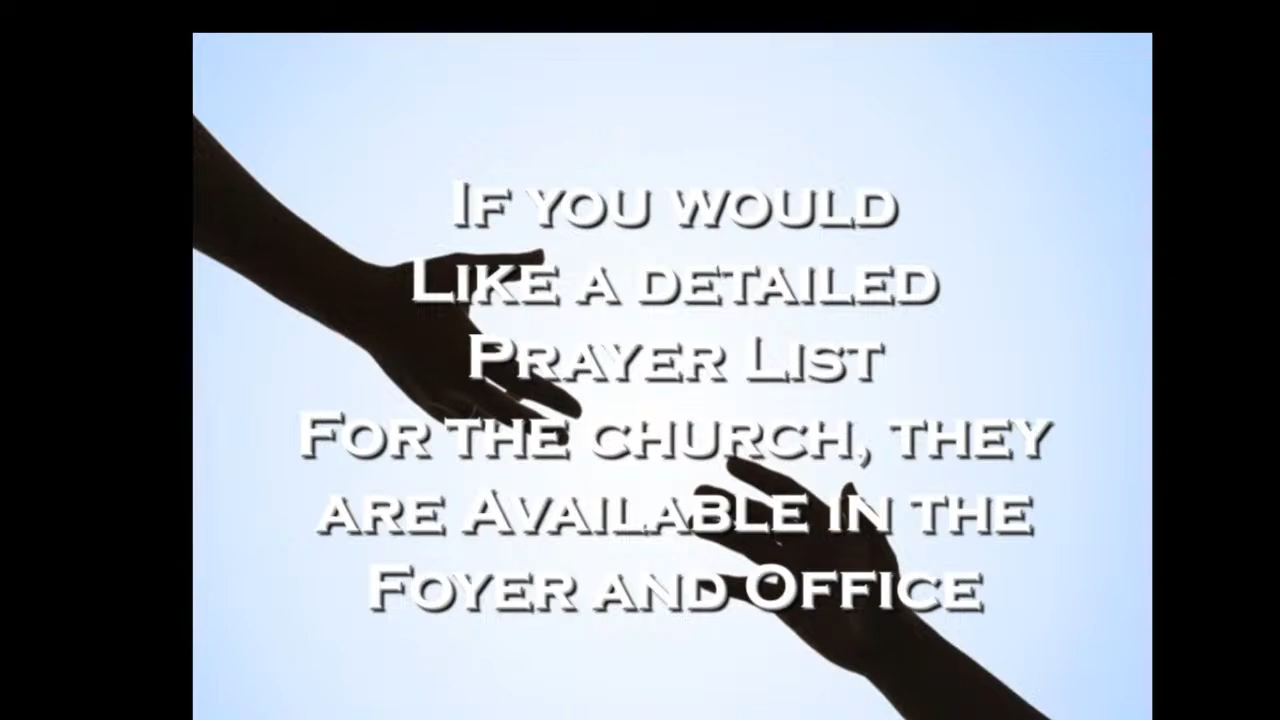 If you would
Like a detailed
Prayer List
For the church, they
are Available in the
Foyer and Office